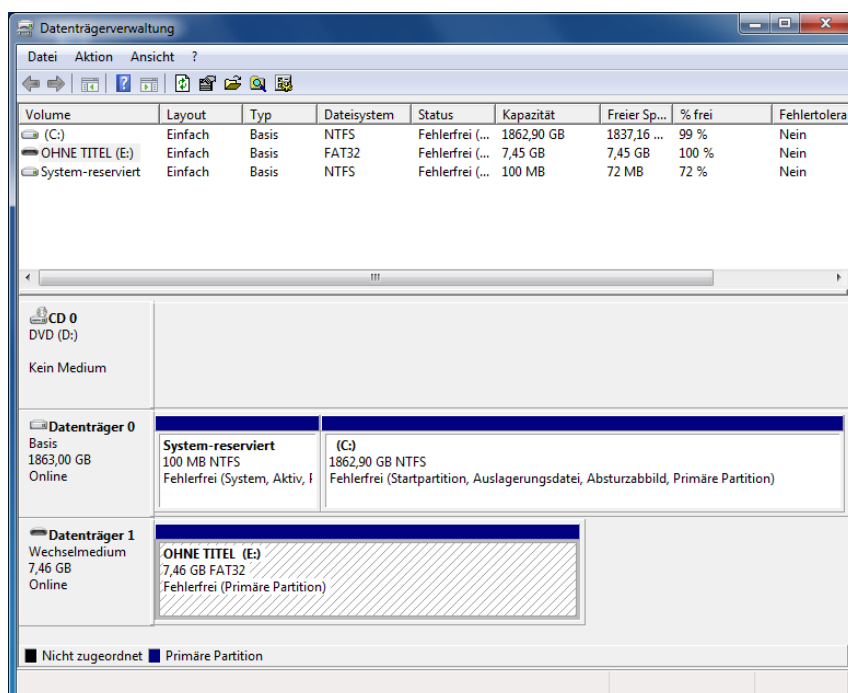 Datenträgerverwaltung
Datei Aktion Ansicht ?
Volume Layout Typ Dateisystem Status Kapazität Freier Sp... % frei Fehlertolera
(C:) Einfach Basis NTFS Fehlerfrei (... 1862,90 GB 1837,16 ... 99 % Nein
OHNE TITEL (E:) Einfach Basis FAT32 Fehlerfrei (... 7,45 GB 7,45 GB 100 % Nein
System-reserviert Einfach Basis NTFS Fehlerfrei (... 100 MB 72 MB 72 % Nein
CD 0
DVD (D:)
Kein Medium
Datenträger 0
Basis
1863,00 GB
Online
System-reserviert
100 MB NTFS
Fehlerfrei (System, Aktiv, P
(C:)
1862,90 GB NTFS
Fehlerfrei (Startpartition, Auslagerungsdatei, Absturzabbild, Primäre Partition)
Datenträger 1
Wechselmedium
7,46 GB
Online
OHNE TITEL (E:)
7,46 GB FAT32
Fehlerfrei (Primäre Partition)
Nicht zugeordnet Primäre Partition